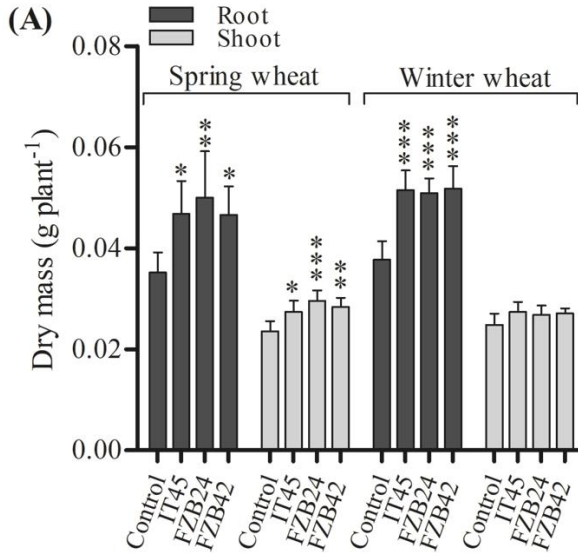 (A)
Root
Shoot
Spring wheat
Winter wheat
Dry mass (g plant-1)
0.08
0.06
0.04
0.02
0.00
* ** * * *** ** *** *** ***
Control IT45 FZB24 FZB42 Control IT45 FZB24 FZB42 Control IT45 FZB24 FZB42 Control IT45 FZB24 FZB42